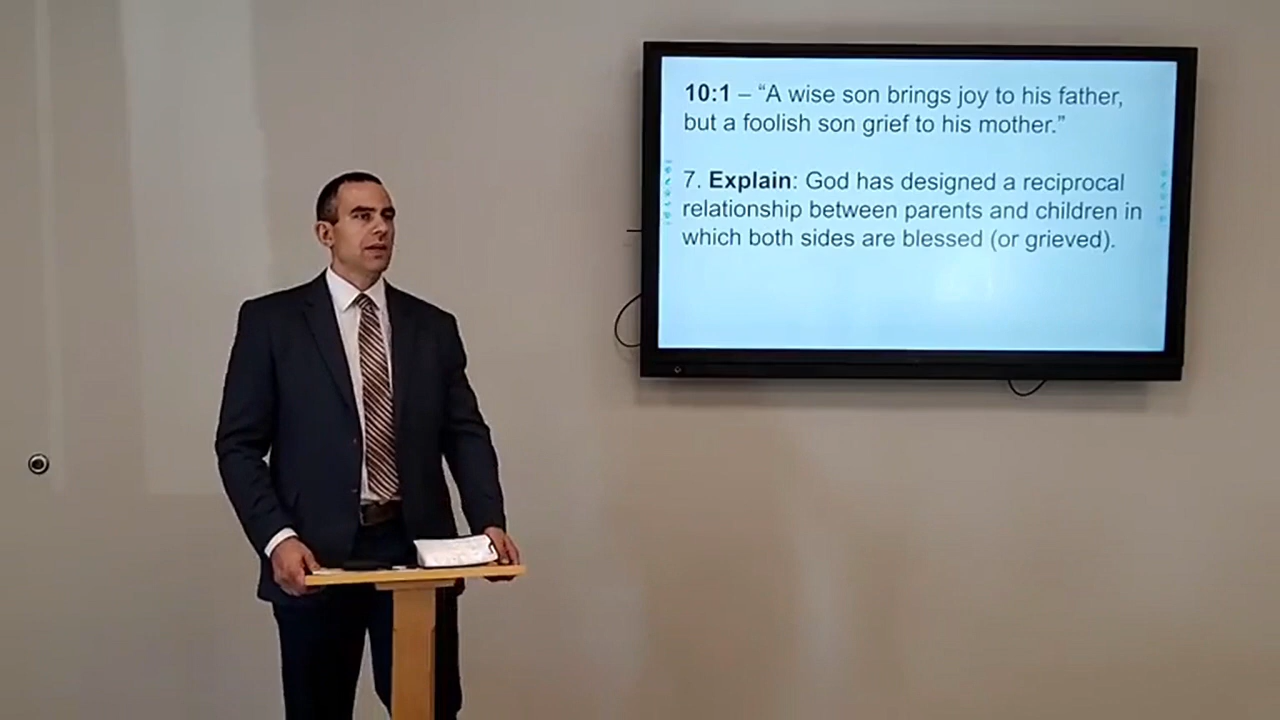 10:1 – “A wise son brings joy to his father,
but a foolish son grief to his mother.”
7. Explain: God has designed a reciprocal
relationship between parents and children in
which both sides are blessed (or grieved).